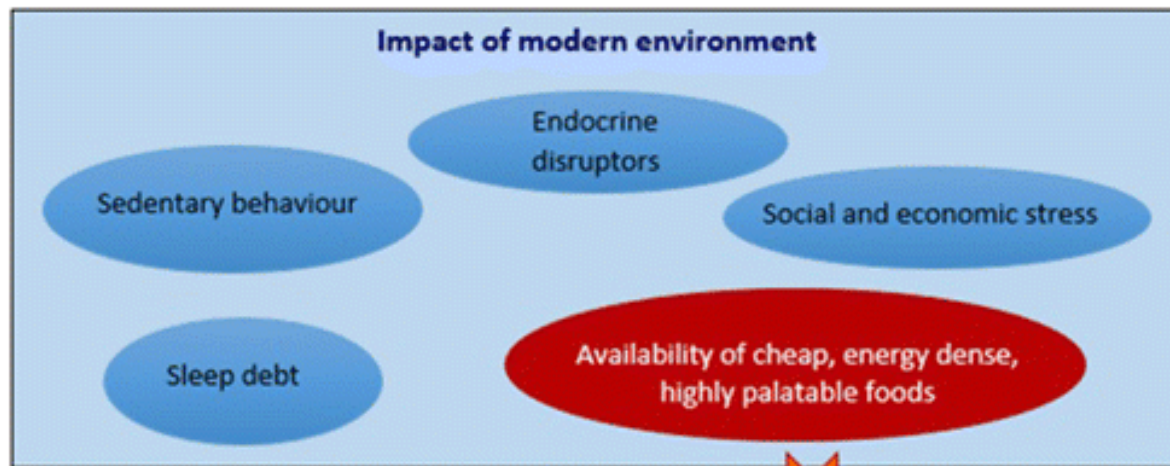 Impact of modern environment
Endocrine
disruptors
Sedentary behaviour
Social and economic stress
Sleep debt
Availability of cheap, energy dense,
highly palatable foods